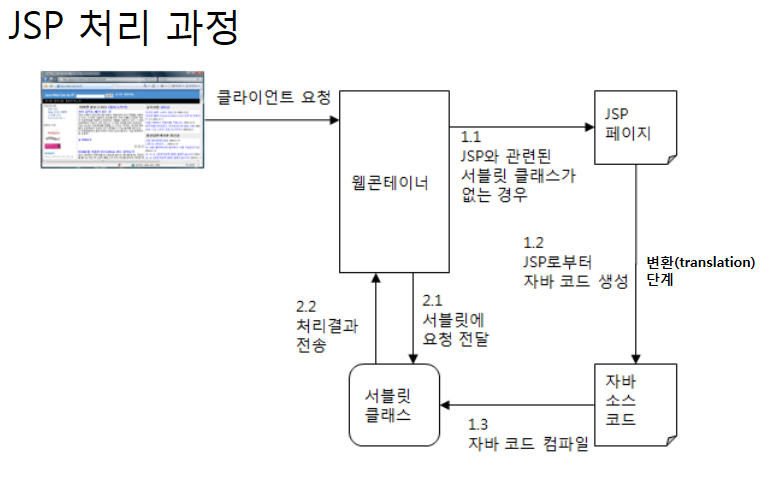 JSP 처리 과정
클라이언트 요청
웹콘테이너
1.1
JSP와 관련된
서블릿 클래스가
없는 경우
JSP
페이지
1.2
JSP로부터
자바 코드 생성
변환(translation)
단계
2.2
처리결과
전송
2.1
서블릿에
요청 전달
서블릿
클래스
1.3
자바 코드 컴파일
자바
소스
코드